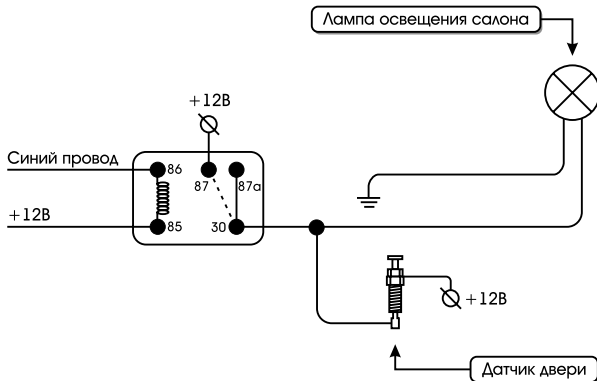 Лампа освещения салона
+12В
Синий провод
86
87
87а
+12В
85
30
+12В
Датчик двери